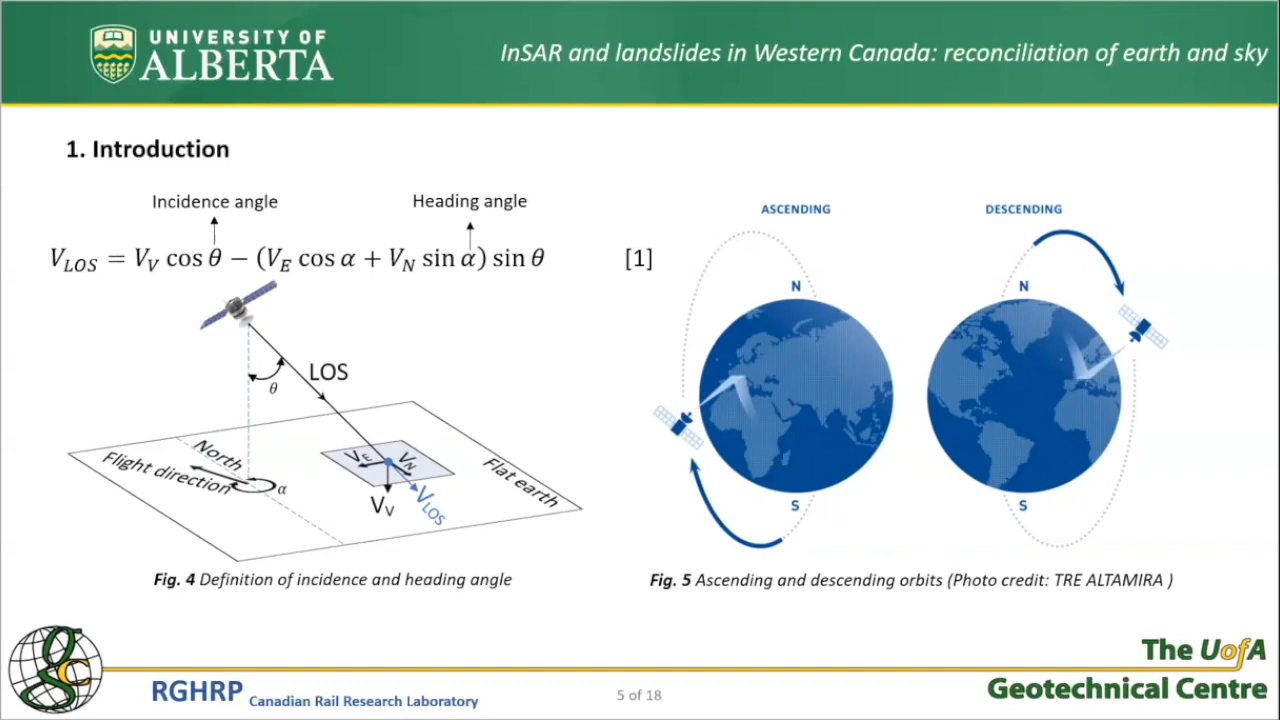 UNIVERSITY OF
ALBERTA
InSAR and landslides in Western Canada: reconciliation of earth and sky
1. Introduction
Incidence angle
Heading angle
V_LOS = V_V cos θ − (V_E cos α + V_N sin α) sin θ [1]
LOS
θ
North
Flight direction
α
V_E
V_N
V_V
V_LOS
Flat earth
Fig. 4 Definition of incidence and heading angle
ASCENDING
DESCENDING
N
N
S
S
Fig. 5 Ascending and descending orbits (Photo credit: TRE ALTAMIRA )
gc
RGHRP Canadian Rail Research Laboratory
5 of 18
The UofA
Geotechnical Centre